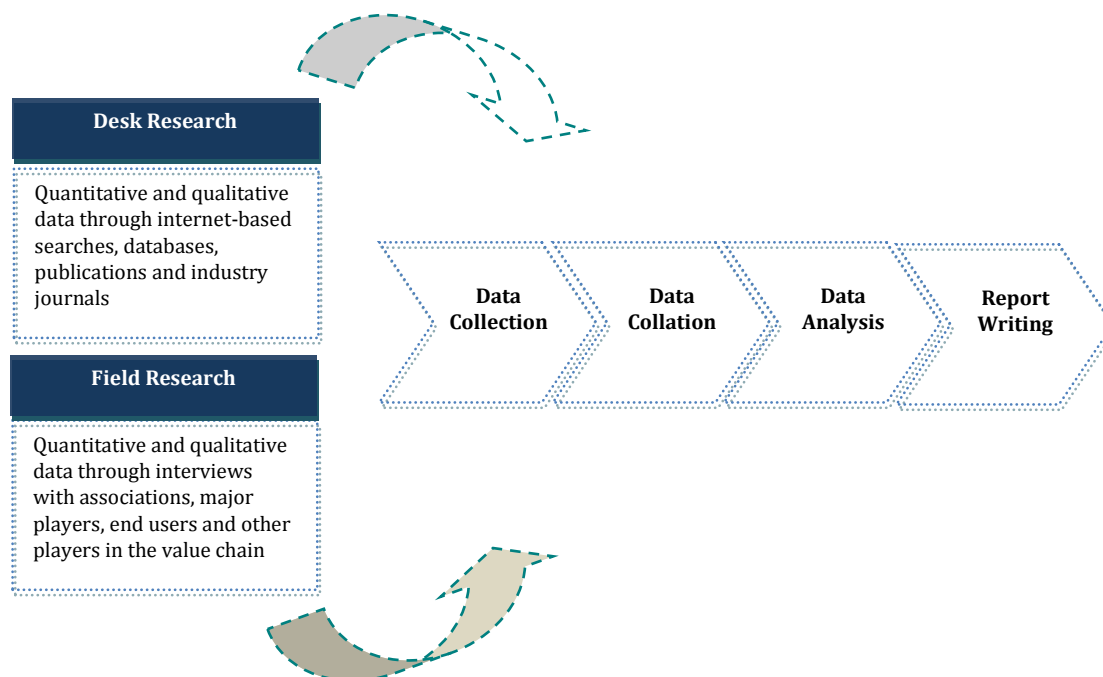 Desk Research
Quantitative and qualitative
data through internet-based
searches, databases,
publications and industry
journals
Field Research
Quantitative and qualitative
data through interviews
with associations, major
players, end users and other
players in the value chain
Data
Collection
Data
Collation
Data
Analysis
Report
Writing